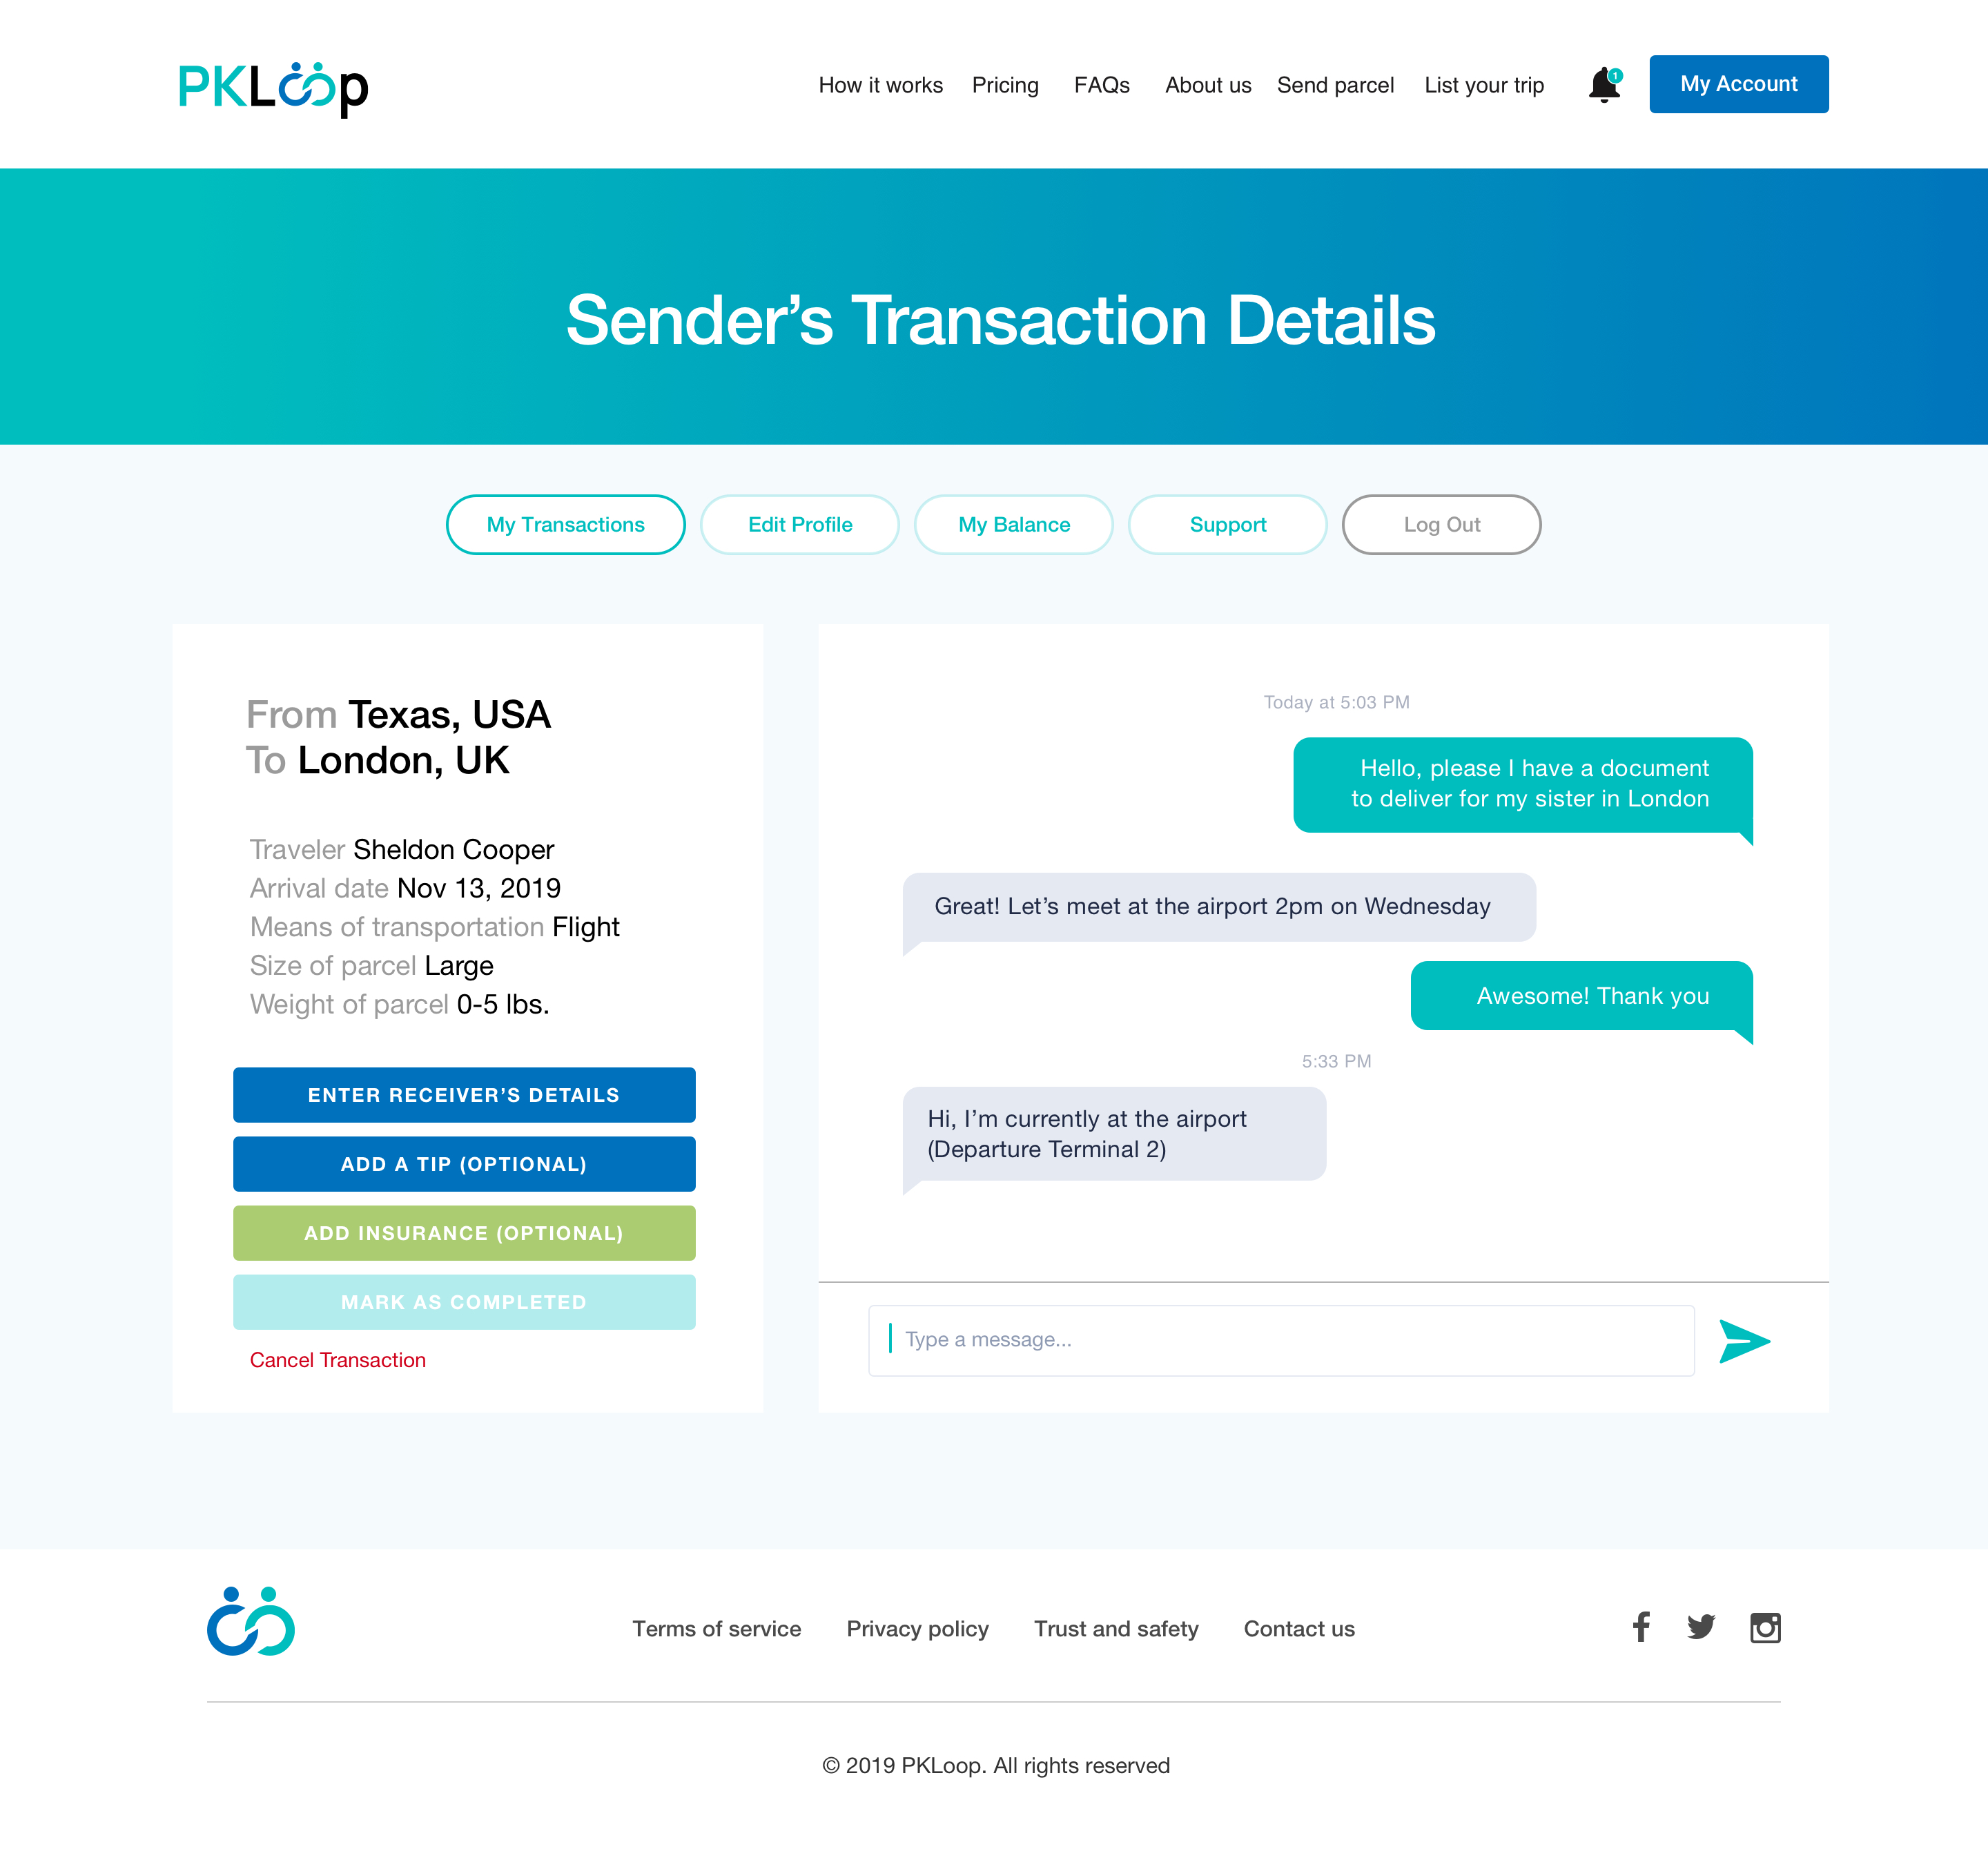 PKLoop
How it works Pricing FAQs About us Send parcel List your trip 1 My Account
Sender’s Transaction Details
My Transactions Edit Profile My Balance Support Log Out
From Texas, USA
To London, UK
Traveler Sheldon Cooper
Arrival date Nov 13, 2019
Means of transportation Flight
Size of parcel Large
Weight of parcel 0-5 lbs.
ENTER RECEIVER’S DETAILS
ADD A TIP (OPTIONAL)
ADD INSURANCE (OPTIONAL)
MARK AS COMPLETED
Cancel Transaction
Today at 5:03 PM
Hello, please I have a document
to deliver for my sister in London
Great! Let’s meet at the airport 2pm on Wednesday
Awesome! Thank you
5:33 PM
Hi, I’m currently at the airport
(Departure Terminal 2)
Type a message...
Terms of service Privacy policy Trust and safety Contact us
© 2019 PKLoop. All rights reserved